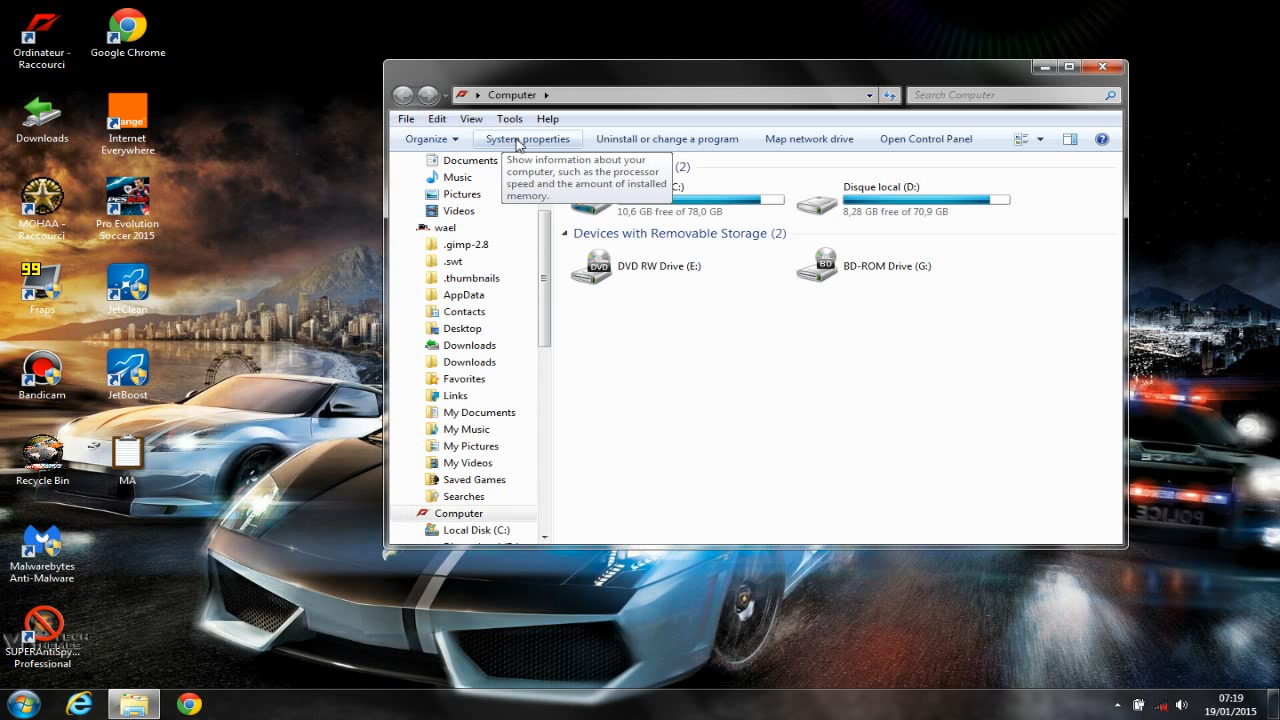 Ordinateur -
Raccourci
Google Chrome
Downloads
Internet
Everywhere
MOHAA -
Raccourci
Pro Evolution
Soccer 2015
99
Fraps
JetClean
Bandicam
JetBoost
Recycle Bin
MA
Malwarebytes
Anti-Malware
SUPERAntiSpy...
Professional
Computer
Search Computer
File Edit View Tools Help
Organize System properties Uninstall or change a program Map network drive Open Control Panel
Show information about your
computer, such as the processor
speed and the amount of installed
memory.
Documents
Music
Pictures
Videos
wael
.gimp-2.8
.swt
.thumbnails
AppData
Contacts
Desktop
Downloads
Downloads
Favorites
Links
My Documents
My Music
My Pictures
My Videos
Saved Games
Searches
Computer
Local Disk (C:)
(2)
C:)
10,6 GB free of 78,0 GB
Disque local (D:)
8,28 GB free of 70,9 GB
Devices with Removable Storage (2)
DVD
DVD RW Drive (E:)
BD
BD-ROM Drive (G:)
POLICE
07:19
19/01/2015